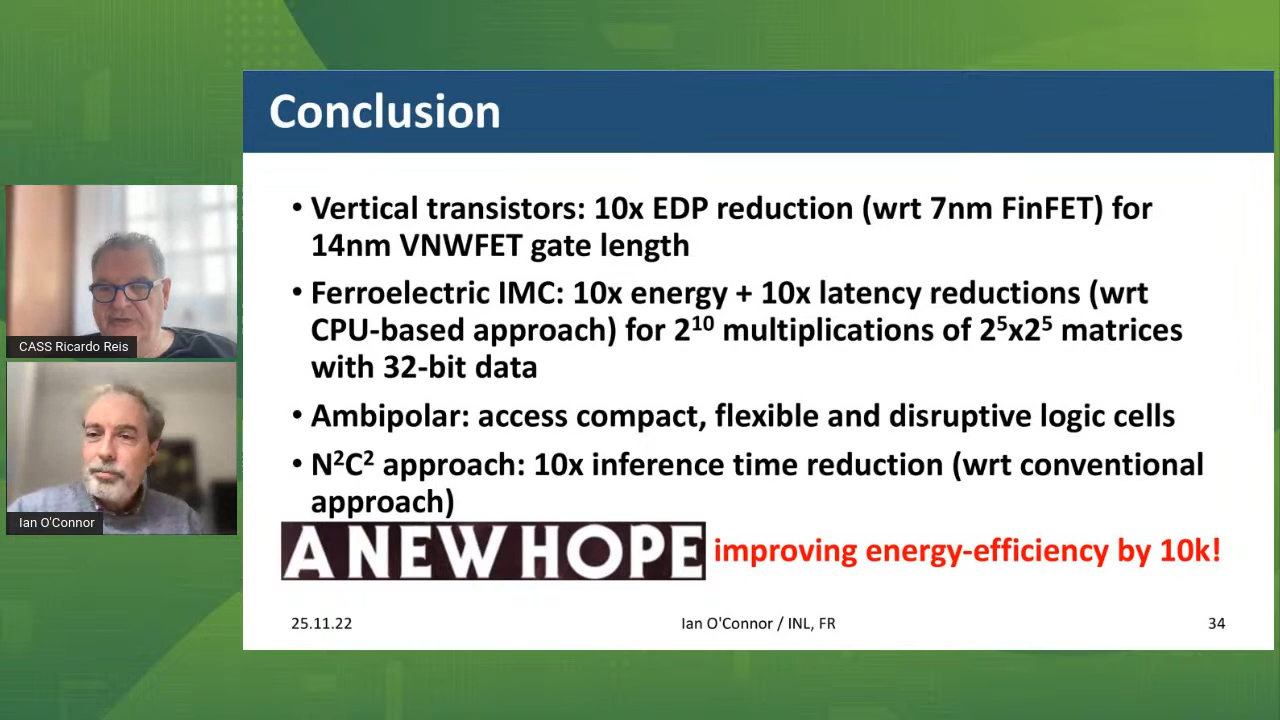 Conclusion
• Vertical transistors: 10x EDP reduction (wrt 7nm FinFET) for
14nm VNWFET gate length
• Ferroelectric IMC: 10x energy + 10x latency reductions (wrt
CPU-based approach) for 2¹⁰ multiplications of 2⁵x2⁵ matrices
with 32-bit data
• Ambipolar: access compact, flexible and disruptive logic cells
• N²C² approach: 10x inference time reduction (wrt conventional
approach)
A NEW HOPE improving energy-efficiency by 10k!
25.11.22 Ian O'Connor / INL, FR 34
CASS Ricardo Reis
Ian O'Connor